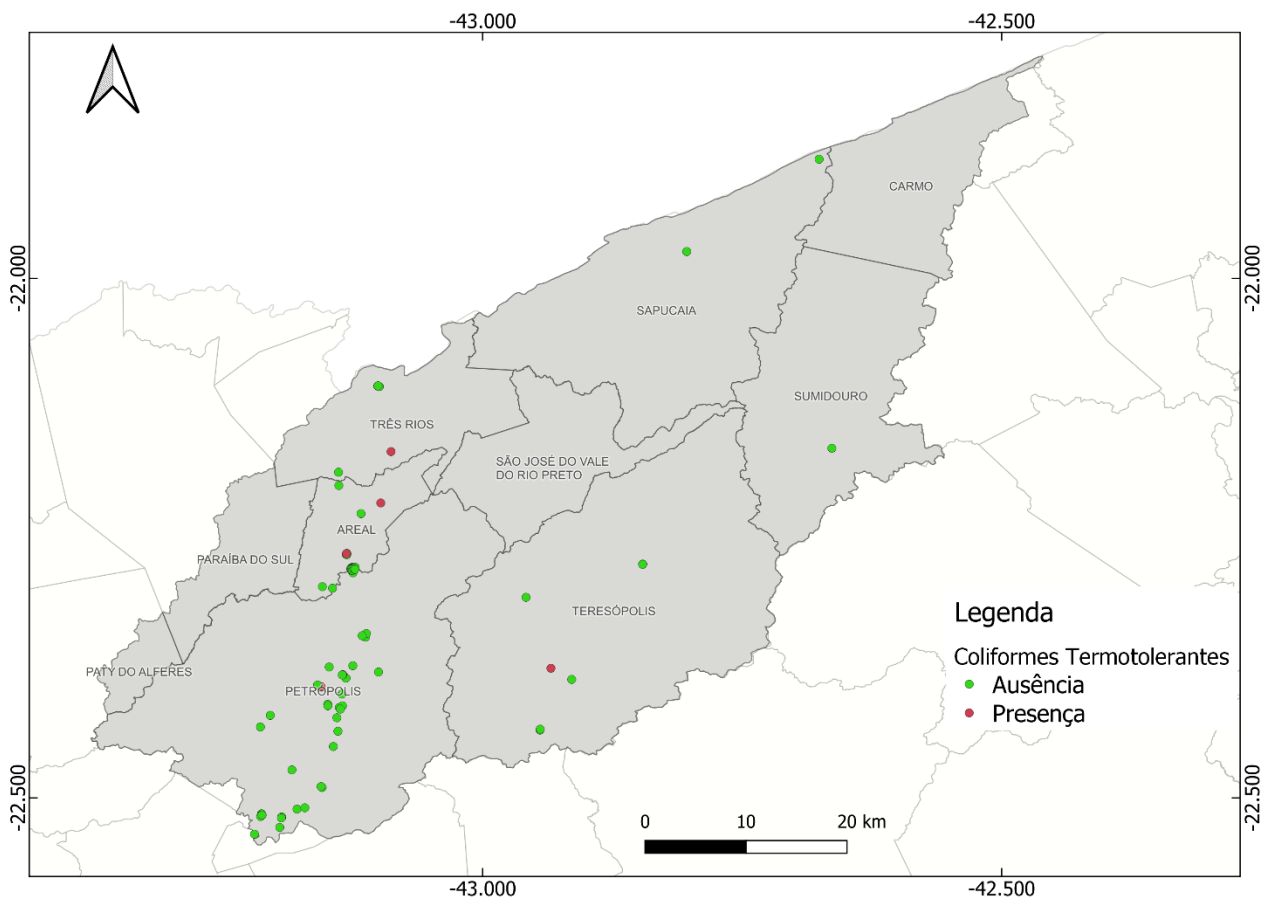 -43.000
-42.500
CARMO
-22.000
-22.000
SAPUCAIA
SUMIDOURO
TRÊS RIOS
SÃO JOSÉ DO VALE
DO RIO PRETO
AREAL
PARAÍBA DO SUL
TERESÓPOLIS
Legenda
Coliformes Termotolerantes
Ausência
Presença
PATY DO ALFERES
PETRÓPOLIS
-22.500
-22.500
0 10 20 km
-43.000
-42.500